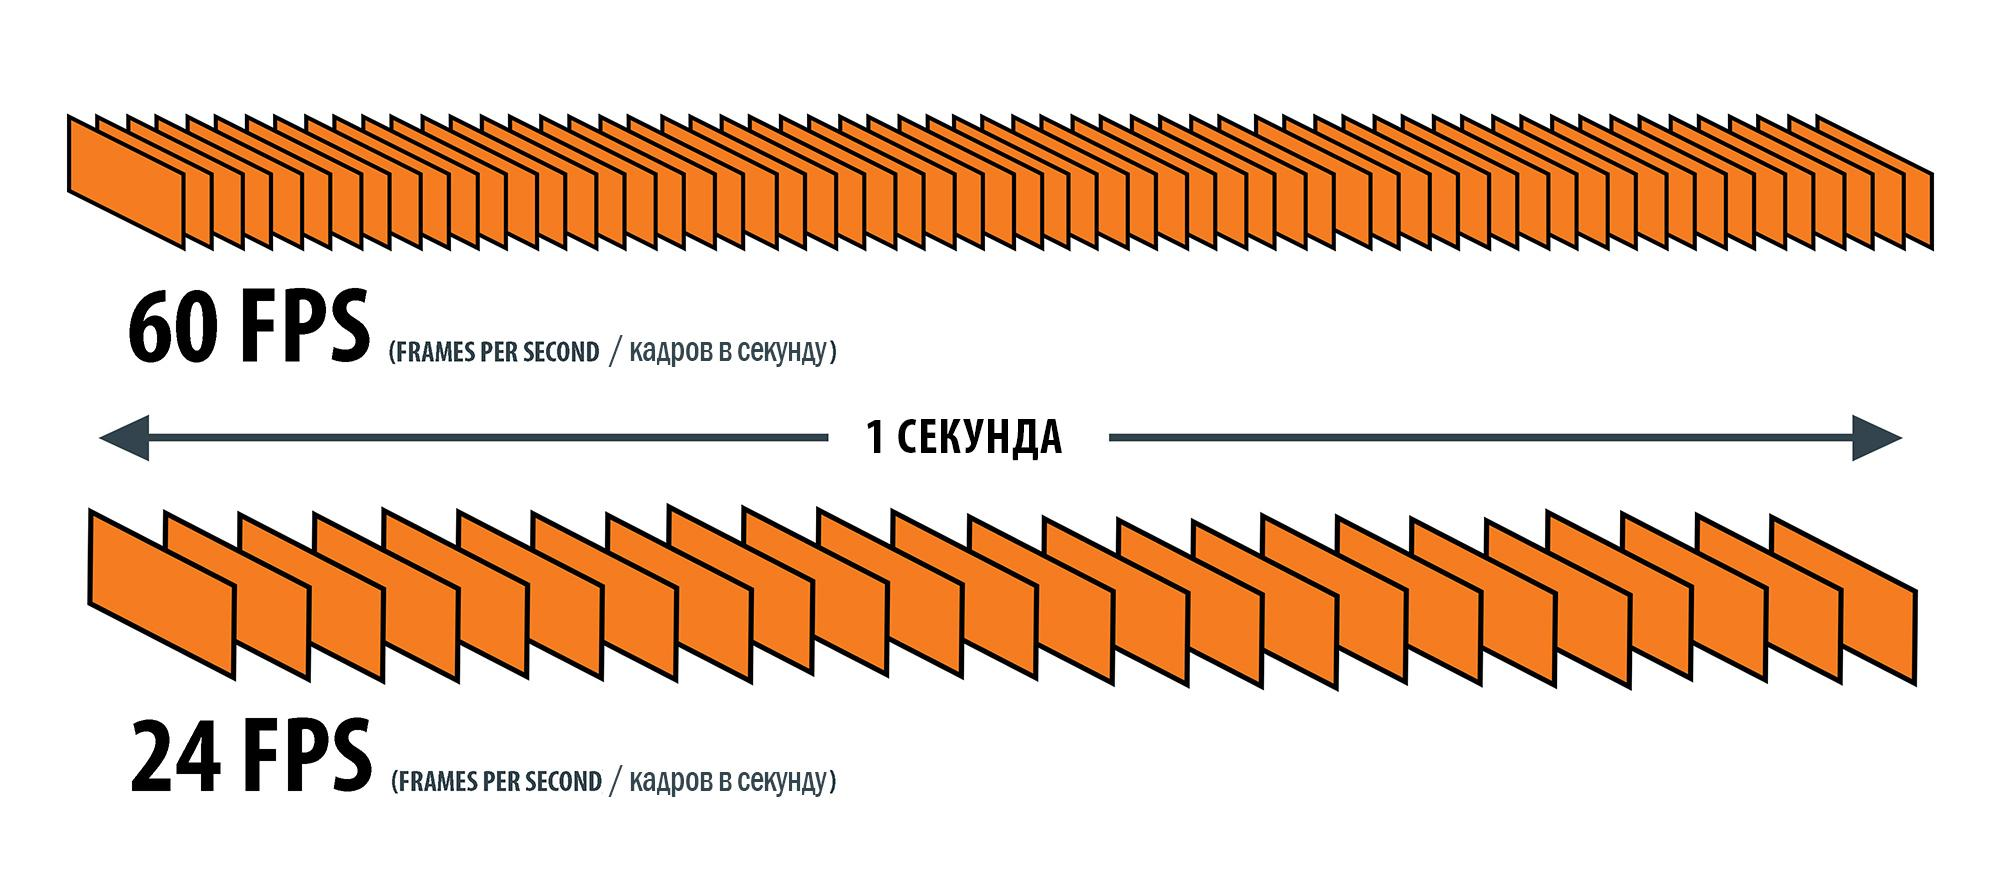 60 FPS (FRAMES PER SECOND / кадров в секунду)
1 СЕКУНДА
24 FPS (FRAMES PER SECOND / кадров в секунду)